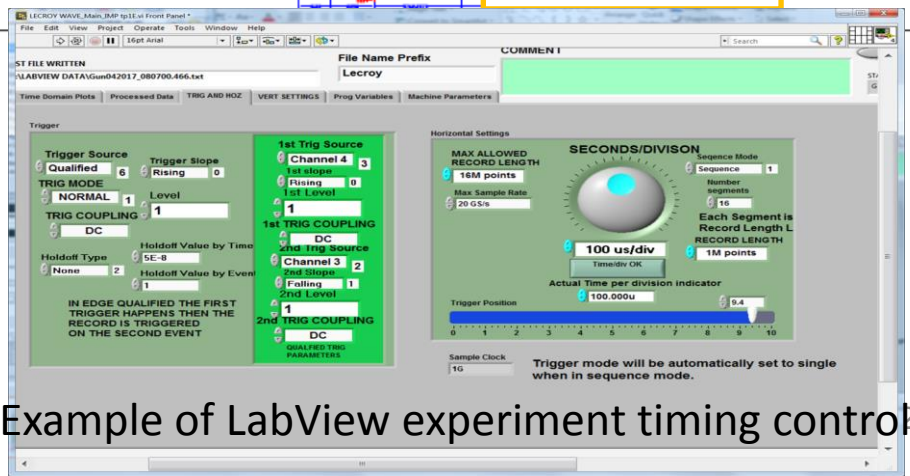 LECROY WAVE_Main_IMP tp1E.vi Front Panel *
File Edit View Project Operate Tools Window Help
16pt Arial
Search
COMMENT
ST FILE WRITTEN
\LABVIEW DATA\Gun042017_080700.466.txt
File Name Prefix
Lecroy
Time Domain Plots Processed Data TRIG AND HOZ VERT SETTINGS Prog Variables Machine Parameters
Trigger
Trigger Source
Qualified 6
Trigger Slope
Rising 0
TRIG MODE
NORMAL 1
Level
1
TRIG COUPLING
DC
Holdoff Value by Time
5E-8
Holdoff Type
None 2
Holdoff Value by Even
1
IN EDGE QUALIFIED THE FIRST
TRIGGER HAPPENS THEN THE
RECORD IS TRIGGERED
ON THE SECOND EVENT
1st Trig Source
Channel 4 3
1st slope
Rising 0
1st Level
1
1st TRIG COUPLING
DC
2nd Trig Source
Channel 3 2
2nd Slope
Falling 1
2nd Level
1
2nd TRIG COUPLING
DC
QUALFIED TRIG
PARAMETERS
Horizontal Settings
MAX ALLOWED
RECORD LENGTH
16M points
Max Sample Rate
20 GS/s
SECONDS/DIVISON
100 us/div
Time/div OK
Seqence Mode
Sequence 1
Number
segments
16
Each Segment is
Record Length L
RECORD LENGTH
1M points
Actual Time per division indicator
100.000u
Trigger Position
9.4
0 1 2 3 4 5 6 7 8 9 10
Sample Clock
1G
Trigger mode will be automatically set to single
when in sequence mode.
Example of LabView experiment timing control